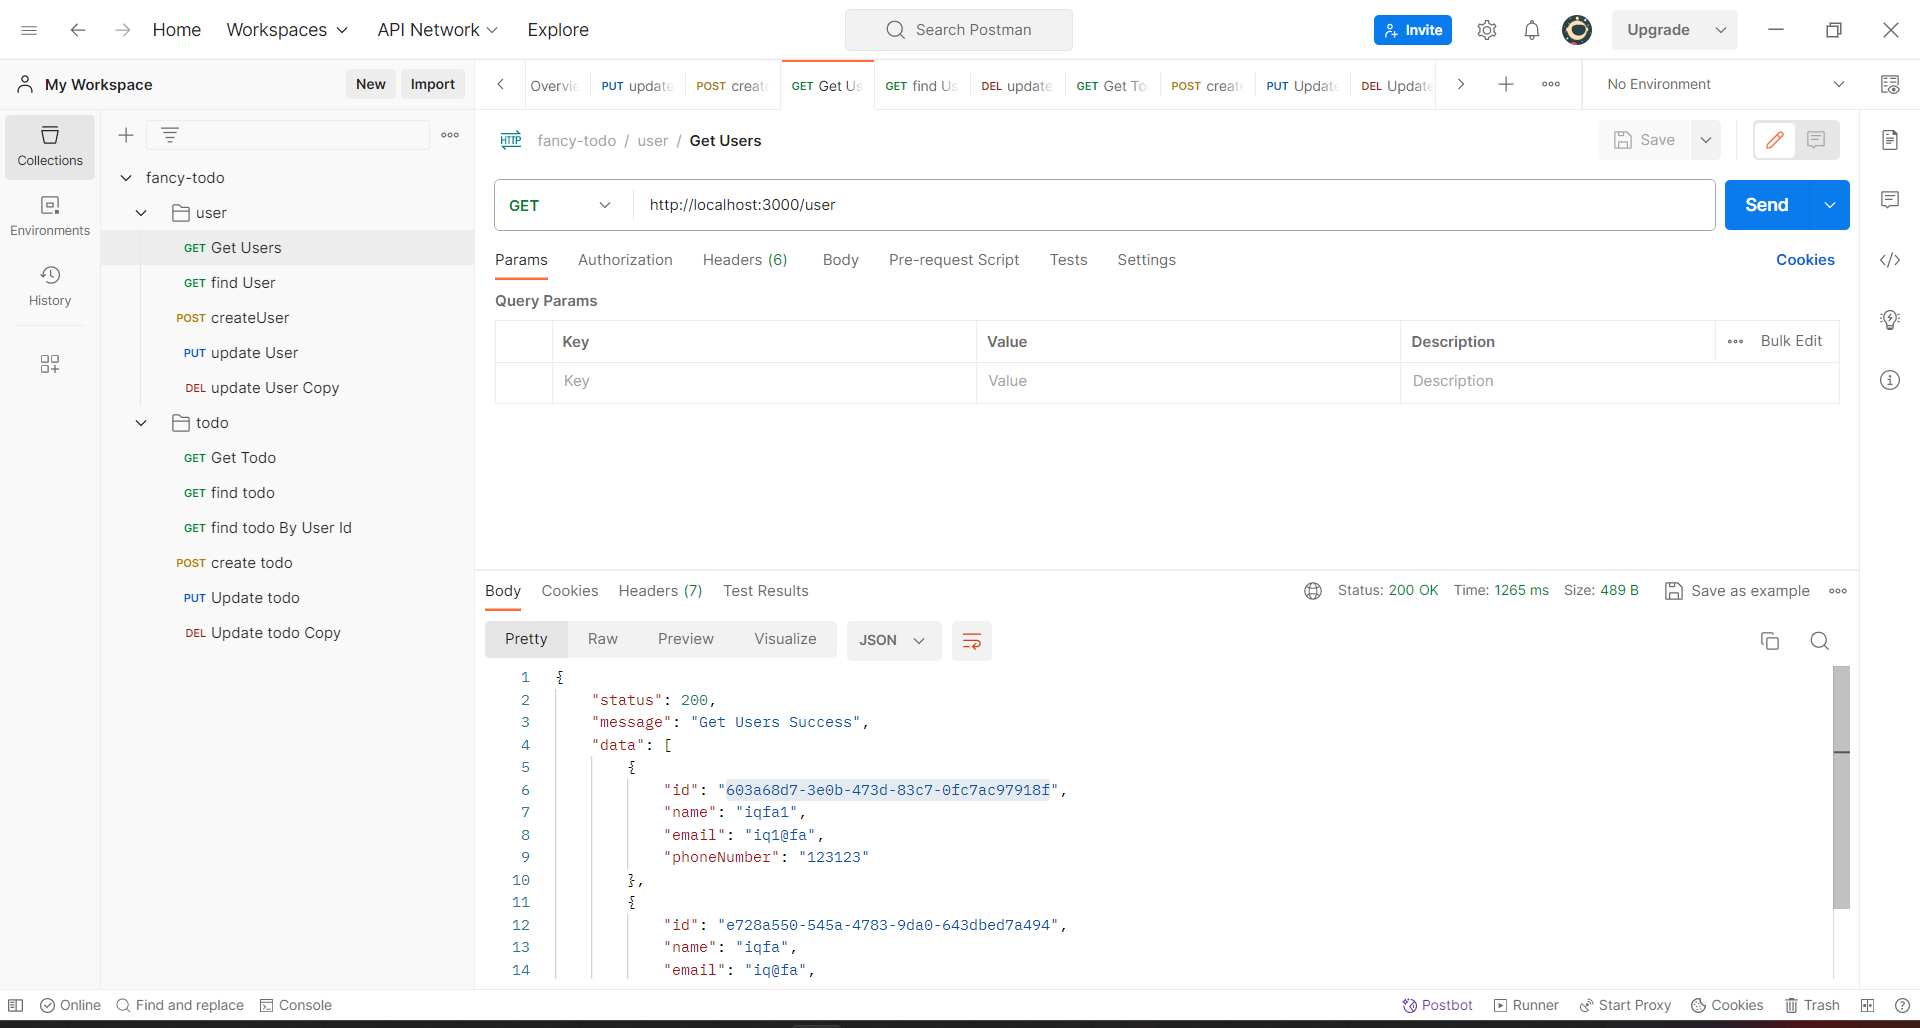 Home Workspaces API Network Explore Search Postman Invite Upgrade
My Workspace New Import Overvie PUT update POST create GET Get Us GET find Us DEL update GET Get To POST create PUT Update DEL Update No Environment
Collections
Environments
History
fancy-todo
user
GET Get Users
GET find User
POST createUser
PUT update User
DEL update User Copy
todo
GET Get Todo
GET find todo
GET find todo By User Id
POST create todo
PUT Update todo
DEL Update todo Copy
HTTP fancy-todo / user / Get Users Save
GET http://localhost:3000/user Send
Params Authorization Headers (6) Body Pre-request Script Tests Settings Cookies
Query Params
Key Value Description Bulk Edit
Key Value Description
Body Cookies Headers (7) Test Results Status: 200 OK Time: 1265 ms Size: 489 B Save as example
Pretty Raw Preview Visualize JSON
1 {
2 "status": 200,
3 "message": "Get Users Success",
4 "data": [
5 {
6 "id": "603a68d7-3e0b-473d-83c7-0fc7ac97918f",
7 "name": "iqfa1",
8 "email": "iq1@fa",
9 "phoneNumber": "123123"
10 },
11 {
12 "id": "e728a550-545a-4783-9da0-643dbed7a494",
13 "name": "iqfa",
14 "email": "iq@fa",
Online Find and replace Console Postbot Runner Start Proxy Cookies Trash